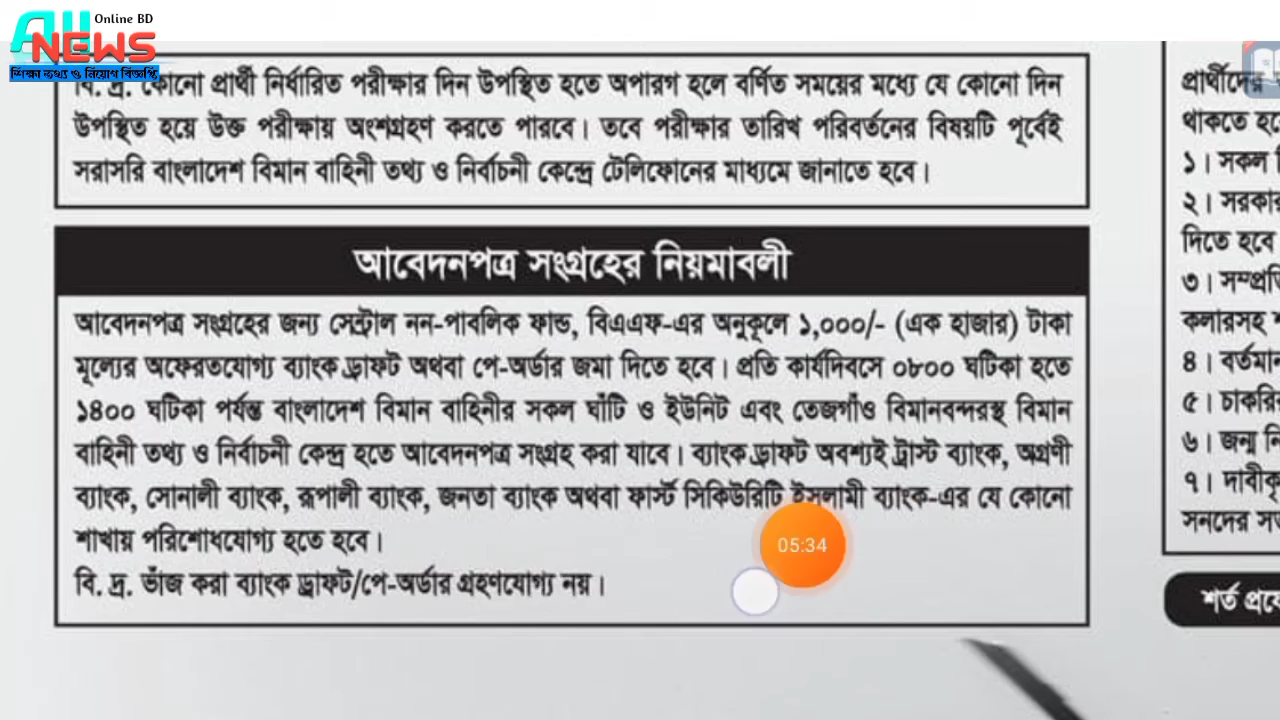 All
Online BD
NEWS
শিক্ষা তথ্য ও নিয়োগ বিজ্ঞপ্তি
বি. দ্র. কোনো প্রার্থী নির্ধারিত পরীক্ষার দিন উপস্থিত হতে অপারগ হলে বর্ণিত সময়ের মধ্যে যে কোনো দিন
উপস্থিত হয়ে উক্ত পরীক্ষায় অংশগ্রহণ করতে পারবে। তবে পরীক্ষার তারিখ পরিবর্তনের বিষয়টি পূর্বেই
সরাসরি বাংলাদেশ বিমান বাহিনী তথ্য ও নির্বাচনী কেন্দ্রে টেলিফোনের মাধ্যমে জানাতে হবে।
আবেদনপত্র সংগ্রহের নিয়মাবলী
আবেদনপত্র সংগ্রহের জন্য সেন্ট্রাল নন-পাবলিক ফান্ড, বিএএফ-এর অনুকূলে ১,০০০/- (এক হাজার) টাকা
মূল্যের অফেরতযোগ্য ব্যাংক ড্রাফট অথবা পে-অর্ডার জমা দিতে হবে। প্রতি কার্যদিবসে ০৮০০ ঘটিকা হতে
১৪০০ ঘটিকা পর্যন্ত বাংলাদেশ বিমান বাহিনীর সকল ঘাঁটি ও ইউনিট এবং তেজগাঁও বিমানবন্দরস্থ বিমান
বাহিনী তথ্য ও নির্বাচনী কেন্দ্র হতে আবেদনপত্র সংগ্রহ করা যাবে। ব্যাংক ড্রাফট অবশ্যই ট্রাস্ট ব্যাংক, অগ্রণী
ব্যাংক, সোনালী ব্যাংক, রূপালী ব্যাংক, জনতা ব্যাংক অথবা ফার্স্ট সিকিউরিটি ইসলামী ব্যাংক-এর যে কোনো
শাখায় পরিশোধযোগ্য হতে হবে।
বি. দ্র. ভাঁজ করা ব্যাংক ড্রাফট/পে-অর্ডার গ্রহণযোগ্য নয়।
05:34
প্রার্থীদের
থাকতে
১। সকল
২। সরকার
দিতে হবে
৩। সম্প্রতি
কলারসহ
৪। বর্তমান
৫। চাকরির
৬। জন্ম
৭।
সনদের
শর্ত